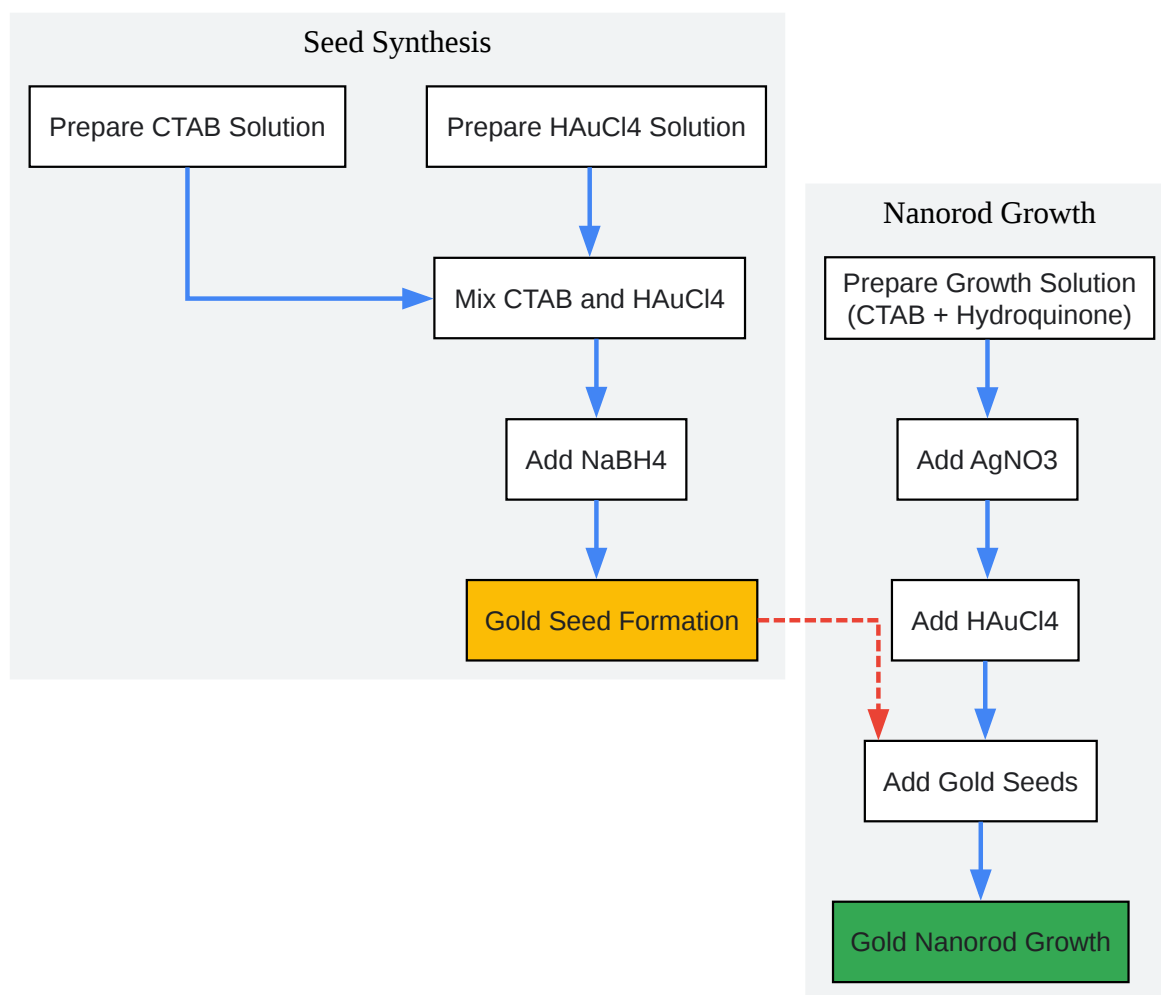 Seed Synthesis
Prepare CTAB Solution
Prepare HAuCl4 Solution
Mix CTAB and HAuCl4
Add NaBH4
Gold Seed Formation
Nanorod Growth
Prepare Growth Solution
(CTAB + Hydroquinone)
Add AgNO3
Add HAuCl4
Add Gold Seeds
Gold Nanorod Growth